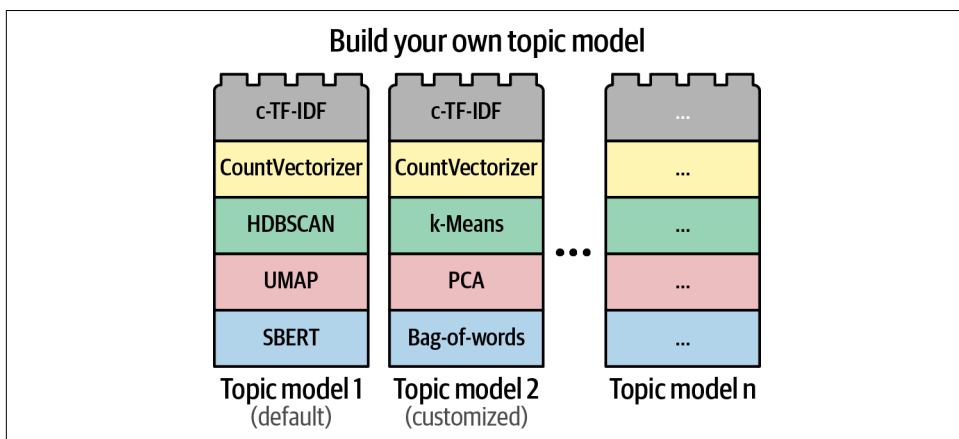 Build your own topic model
c-TF-IDF
CountVectorizer
HDBSCAN
UMAP
SBERT
Topic model 1
(default)
c-TF-IDF
CountVectorizer
k-Means
PCA
Bag-of-words
Topic model 2
(customized)
...
...
...
...
...
...
Topic model n